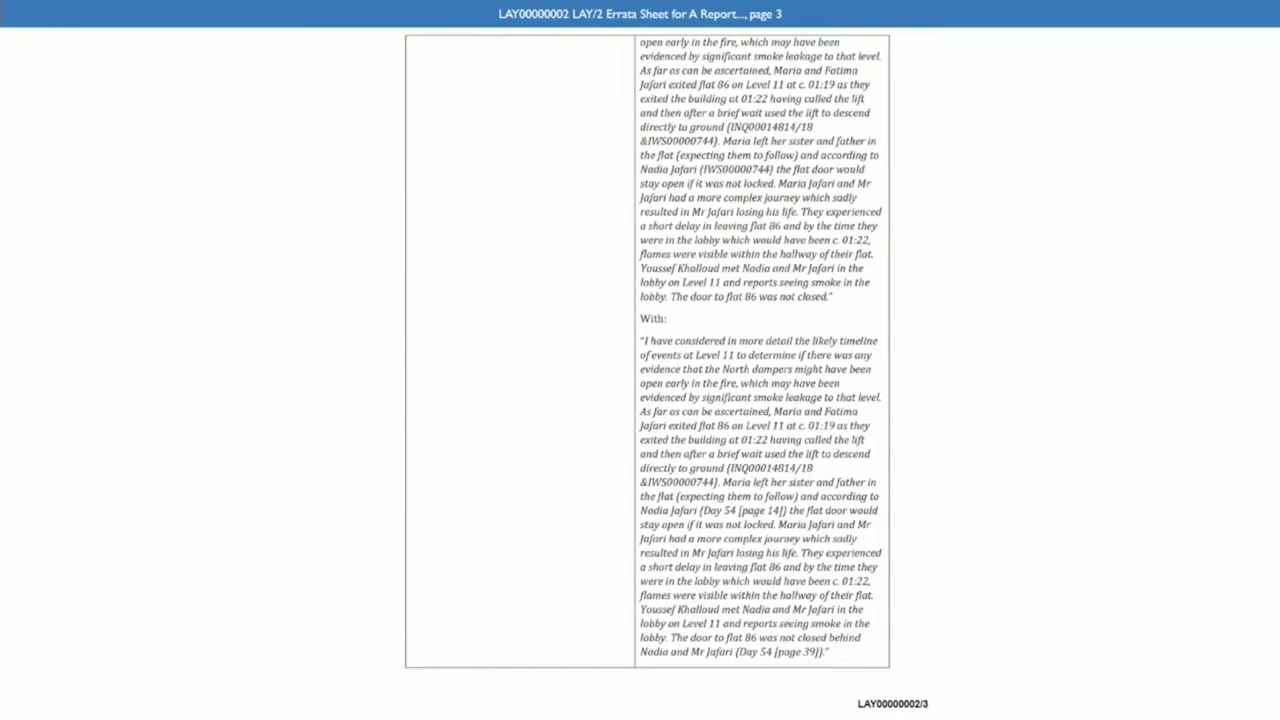 LAY00000002 LAY/2 Errata Sheet for A Report..., page 3
open early in the fire, which may have been
evidenced by significant smoke leakage to that level.
As far as can be ascertained, Maria and Fatima
Jafari exited flat 86 on Level 11 at c. 01:19 as they
exited the building at 01:22 having called the lift
and then after a brief wait used the lift to descend
directly to ground {INQ00014814/18
&IWS00000744}. Maria left her sister and father in
the flat (expecting them to follow) and according to
Nadia Jafari {IWS00000744} the flat door would
stay open if it was not locked. Maria Jafari and Mr
Jafari had a more complex journey which sadly
resulted in Mr Jafari losing his life. They experienced
a short delay in leaving flat 86 and by the time they
were in the lobby which would have been c. 01:22,
flames were visible within the hallway of their flat.
Youssef Khalloud met Nadia and Mr Jafari in the
lobby on Level 11 and reports seeing smoke in the
lobby. The door to flat 86 was not closed."
With:
"I have considered in more detail the likely timeline
of events at Level 11 to determine if there was any
evidence that the North dampers might have been
open early in the fire, which may have been
evidenced by significant smoke leakage to that level.
As far as can be ascertained, Maria and Fatima
Jafari exited flat 86 on Level 11 at c. 01:19 as they
exited the building at 01:22 having called the lift
and then after a brief wait used the lift to descend
directly to ground {INQ00014814/18
&IWS00000744}. Maria left her sister and father in
the flat (expecting them to follow) and according to
Nadia Jafari {Day 54 [page 14]} the flat door would
stay open if it was not locked. Maria Jafari and Mr
Jafari had a more complex journey which sadly
resulted in Mr Jafari losing his life. They experienced
a short delay in leaving flat 86 and by the time they
were in the lobby which would have been c. 01:22,
flames were visible within the hallway of their flat.
Youssef Khalloud met Nadia and Mr Jafari in the
lobby on Level 11 and reports seeing smoke in the
lobby. The door to flat 86 was not closed behind
Nadia and Mr Jafari {Day 54 [page 39]}."
LAY00000002/3